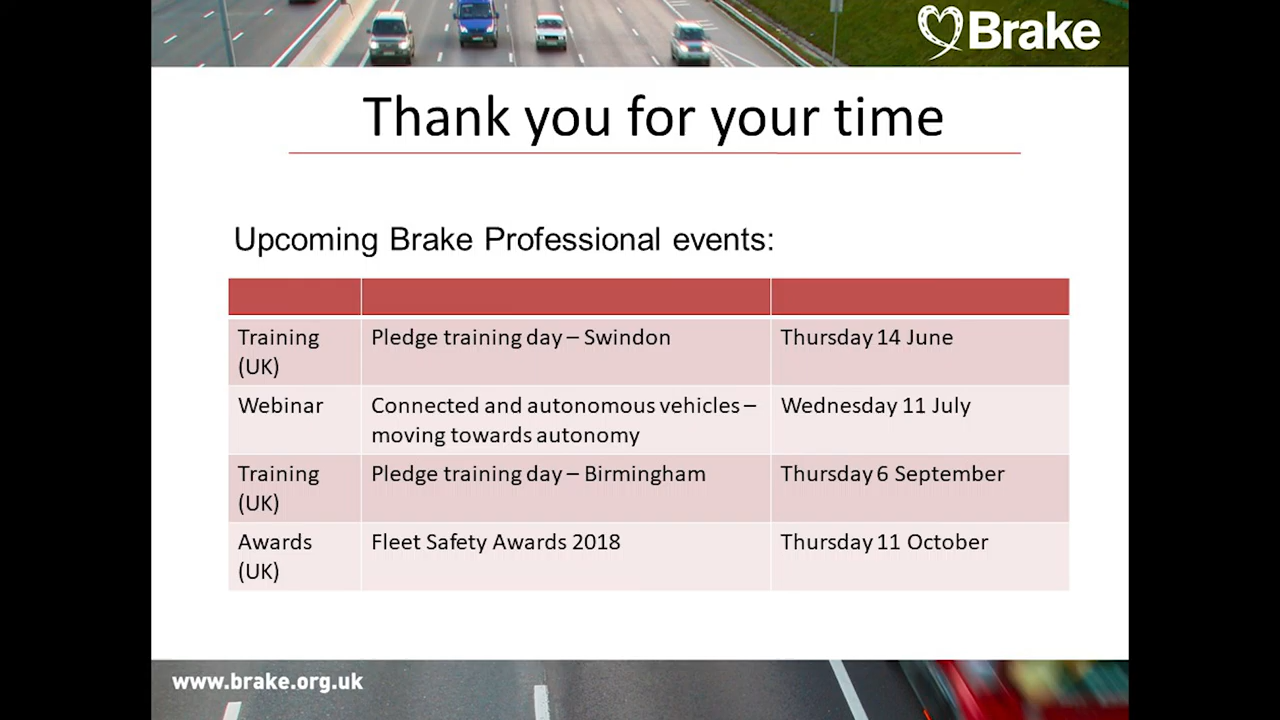 Brake
Thank you for your time
Upcoming Brake Professional events:
Training
(UK)
Pledge training day – Swindon
Thursday 14 June
Webinar
Connected and autonomous vehicles –
moving towards autonomy
Wednesday 11 July
Training
(UK)
Pledge training day – Birmingham
Thursday 6 September
Awards
(UK)
Fleet Safety Awards 2018
Thursday 11 October
www.brake.org.uk